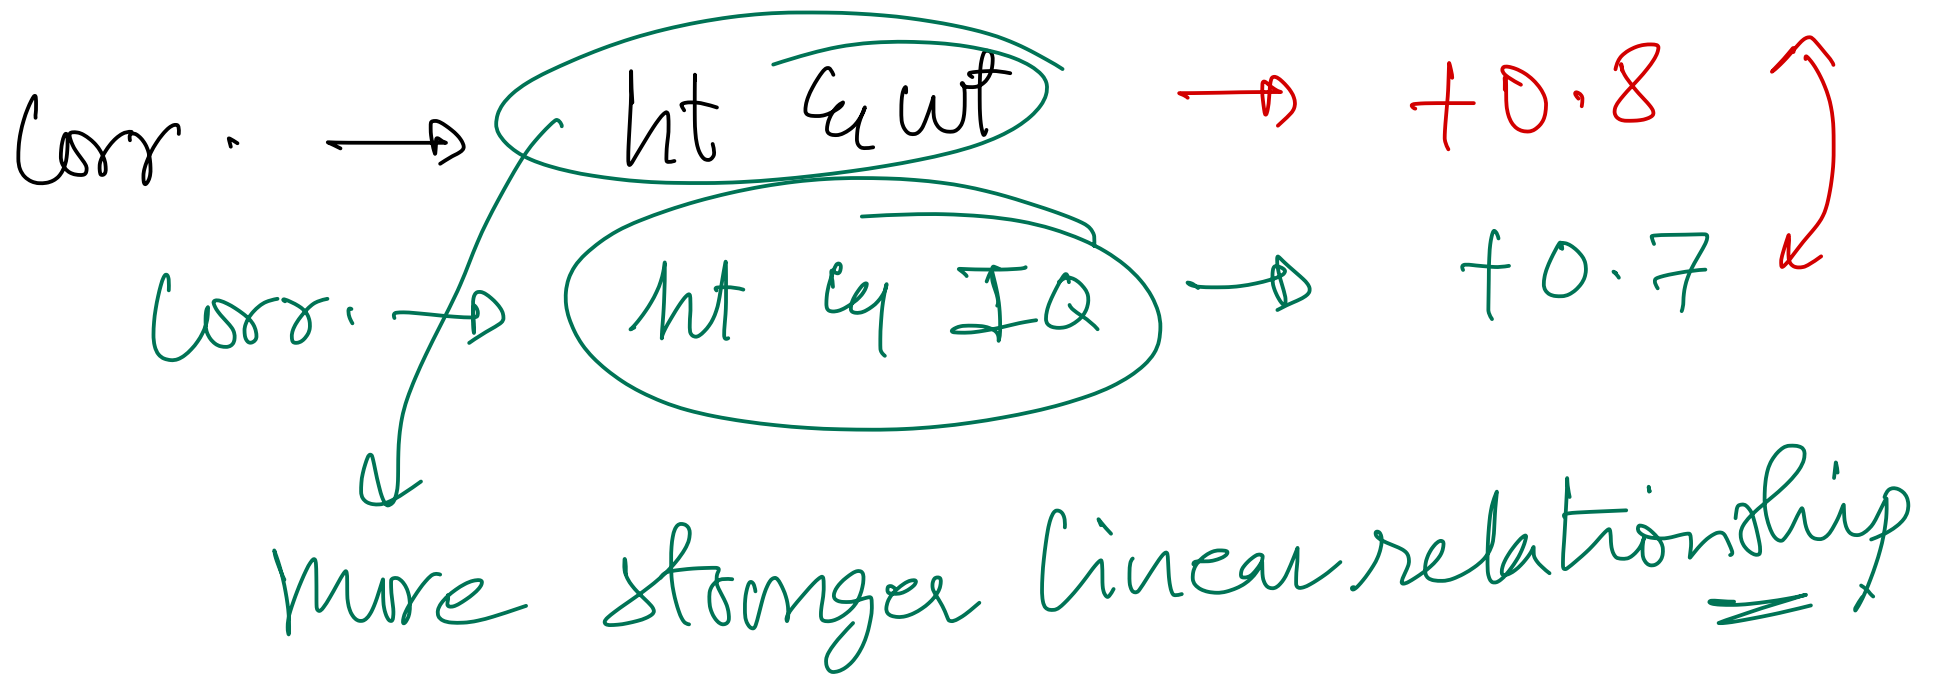 Corr. → ht & wt → +0.8
Corr. → ht & IQ → +0.7
More stronger linear relationship